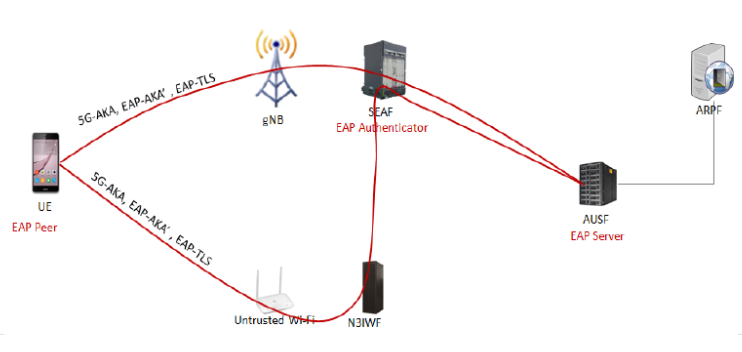 5G-AKA, EAP-AKA', EAP-TLS
gNB
SEAF
EAP Authenticator
ARPF
UE
EAP Peer
5G-AKA, EAP-AKA', EAP-TLS
AUSF
EAP Server
Untrusted Wi-Fi
N3IWF